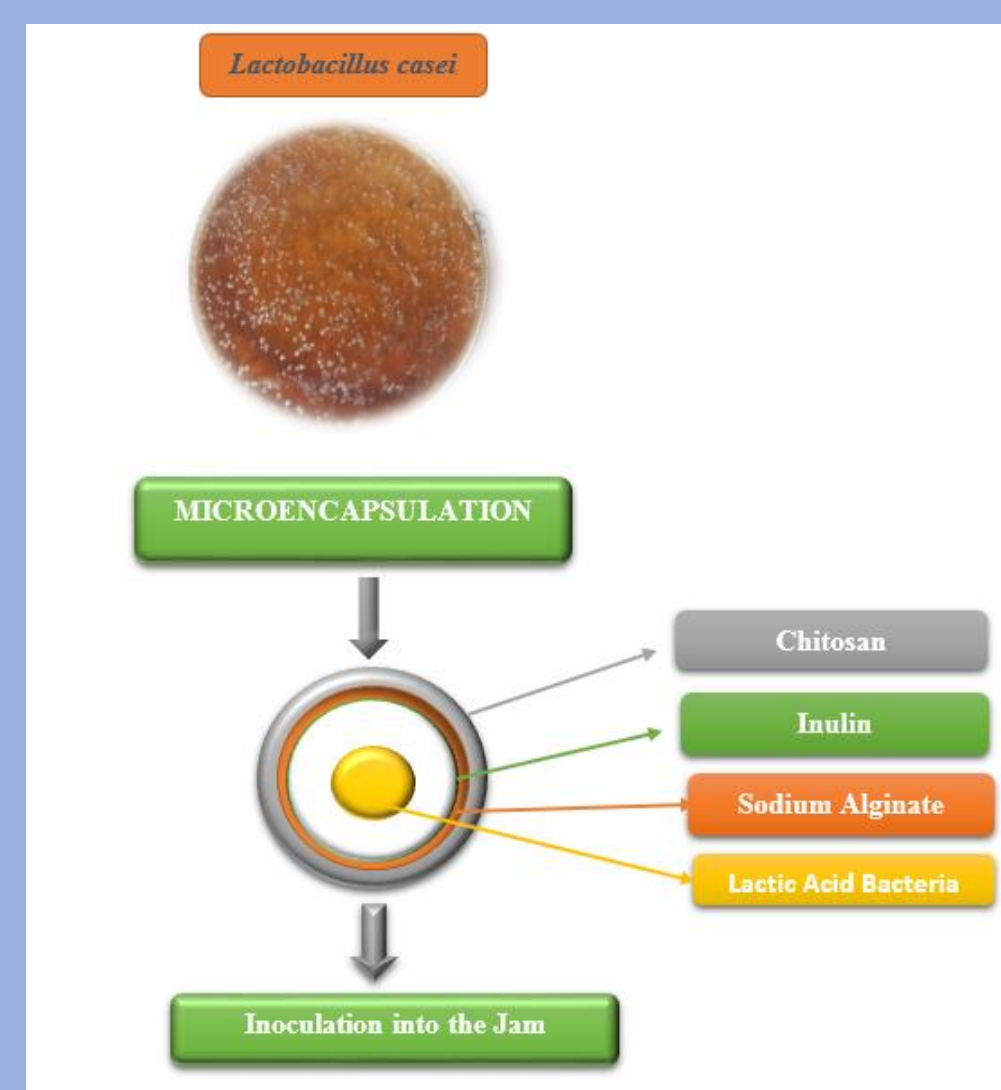 Lactobacillus casei
MICROENCAPSULATION
Chitosan
Inulin
Sodium Alginate
Lactic Acid Bacteria
Inoculation into the Jam